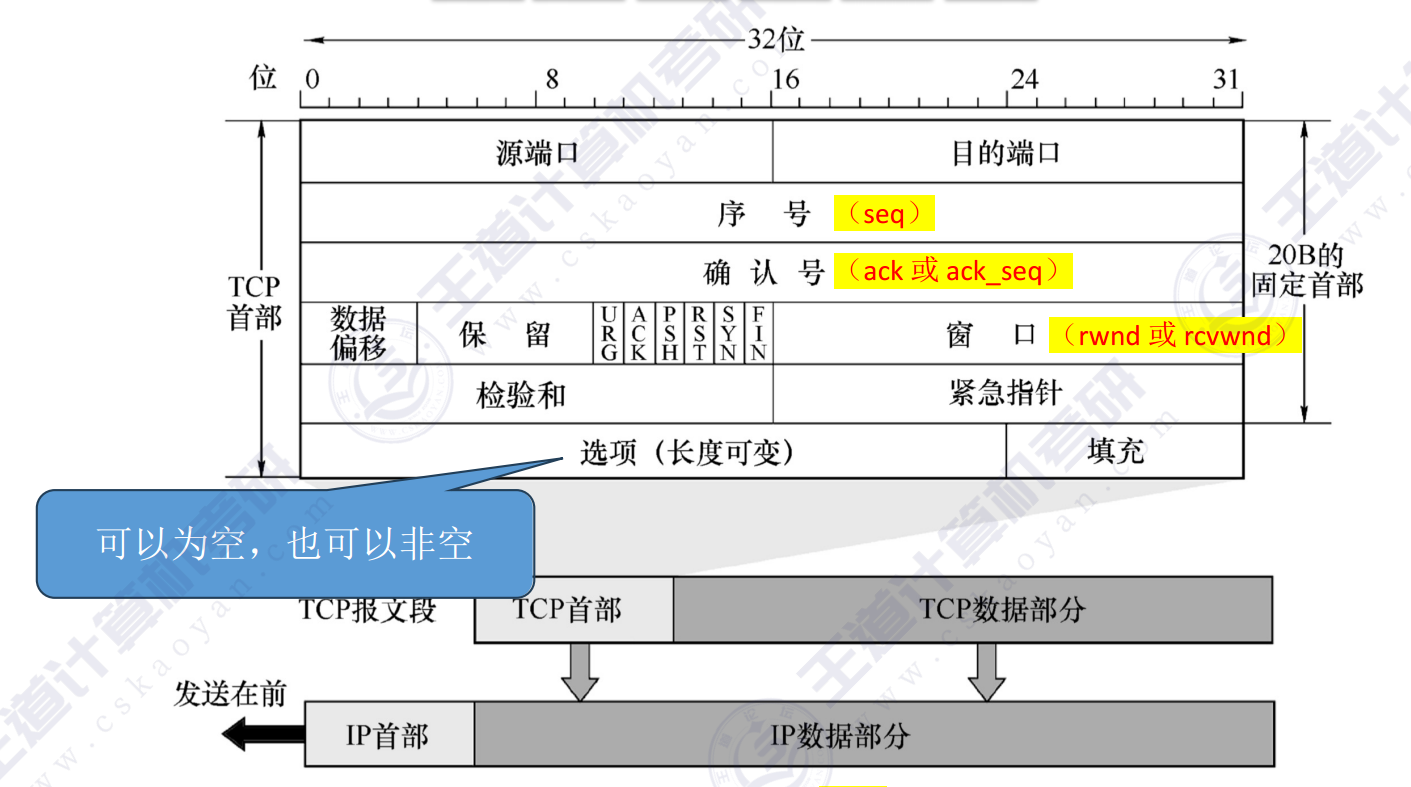 32位
位 0 8 16 24 31
源端口 目的端口
序 号 （seq）
确 认 号 （ack 或 ack_seq）
TCP
首部
20B的
固定首部
数据
偏移
保 留
URG ACK PSH RST SYN FIN
窗 口 （rwnd 或 rcvwnd）
检验和 紧急指针
选项（长度可变） 填充
可以为空，也可以非空
TCP报文段 TCP首部 TCP数据部分
发送在前
IP首部 IP数据部分
王道计算机考研
www.cskaoyan.com